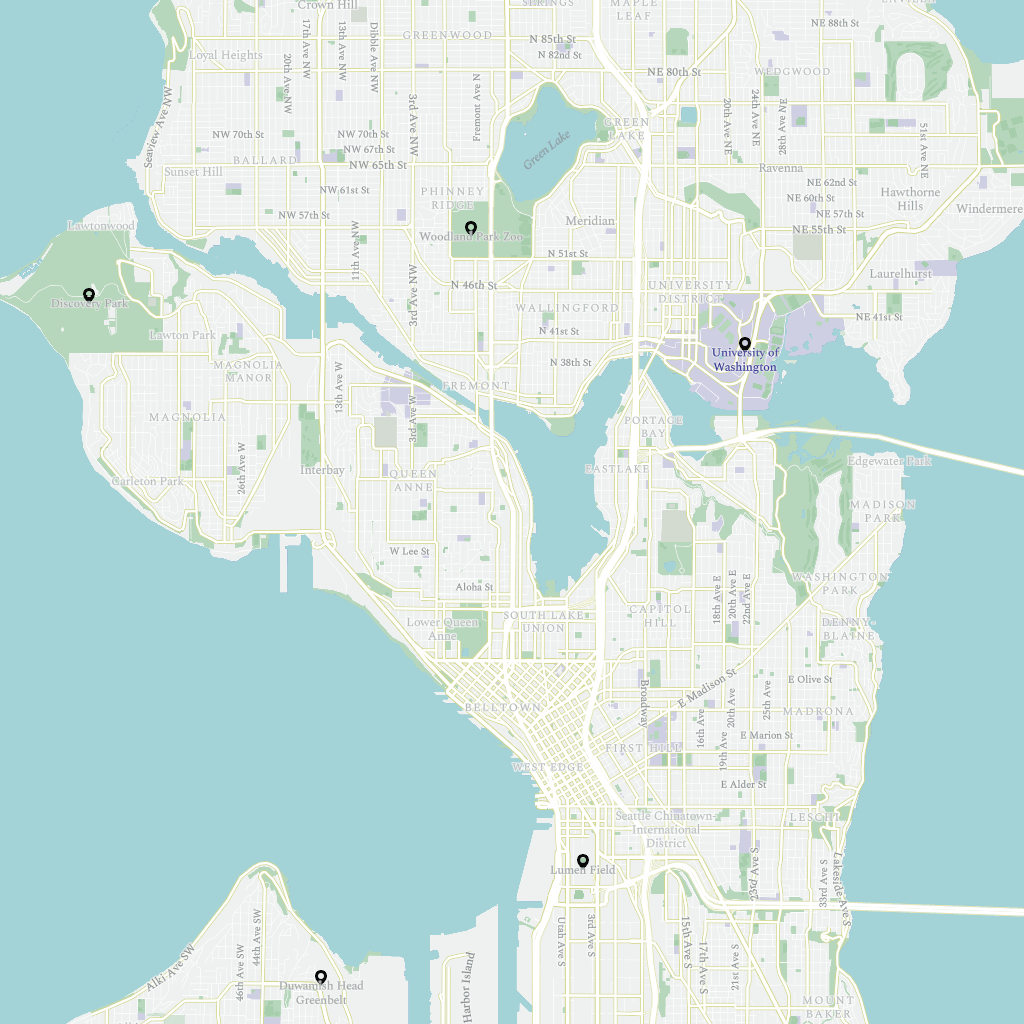 Crown Hill
SPRINGS
MAPLE
LEAF
NE 88th St
17th Ave NW
13th Ave NW
Dibble Ave NW
GREENWOOD
N 85th St
N 82nd St
Loyal Heights
20th Ave NW
NE 80th St
WEDGWOOD
Fremont Ave N
3rd Ave NW
20th Ave NE
24th Ave NE
28th Ave NE
51st Ave NE
Seaview Ave NW
NW 70th St
NW 70th St
NW 67th St
NW 65th St
GREEN
LAKE
Green Lake
BALLARD
Sunset Hill
Ravenna
NW 61st St
PHINNEY
RIDGE
NE 62nd St
NE 60th St
NE 57th St
NE 55th St
Hawthorne
Hills
Windermere
NW 57th St
Meridian
Lawtonwood
Woodland Park Zoo
11th Ave NW
N 51st St
3rd Ave NW
Laurelhurst
N 46th St
UNIVERSITY
DISTRICT
Discovery Park
WALLINGFORD
NE 41st St
Lawton Park
N 41st St
University of
Washington
MAGNOLIA
MANOR
N 38th St
13th Ave W
FREMONT
3rd Ave W
MAGNOLIA
PORTAGE
BAY
26th Ave W
Interbay
QUEEN
ANNE
EASTLAKE
Edgewater Park
Carleton Park
MADISON
PARK
W Lee St
Aloha St
18th Ave E
20th Ave E
22nd Ave E
WASHINGTON
PARK
Lower Queen
Anne
SOUTH LAKE
UNION
CAPITOL
HILL
DENNY-
BLAINE
E Madison St
E Olive St
BELLTOWN
Broadway
16th Ave
20th Ave
25th Ave
MADRONA
FIRST HILL
19th Ave
E Marion St
WEST EDGE
E Alder St
Seattle Chinatown-
International
District
LESCHI
Lumen Field
23rd Ave S
33rd Ave S
Lakeside Ave S
Alki Ave SW
46th Ave SW
44th Ave SW
Duwamish Head
Greenbelt
Harbor Island
Utah Ave S
3rd Ave S
15th Ave S
17th Ave S
21st Ave S
MOUNT
BAKER